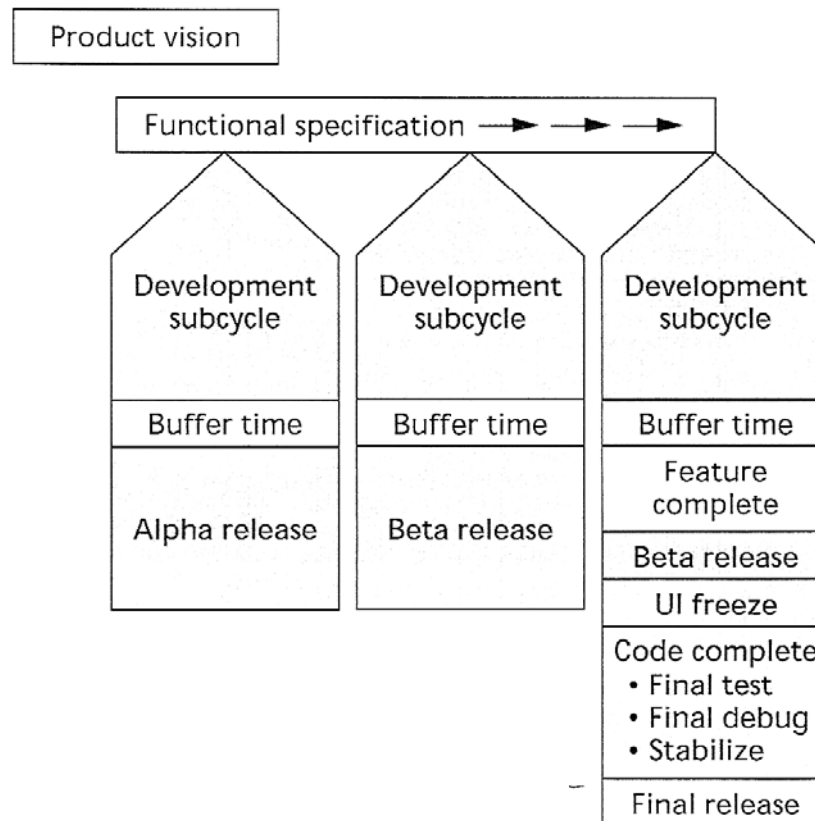 Product vision
Functional specification
Development
subcycle
Buffer time
Alpha release
Development
subcycle
Buffer time
Beta release
Development
subcycle
Buffer time
Feature
complete
Beta release
UI freeze
Code complete
• Final test
• Final debug
• Stabilize
Final release